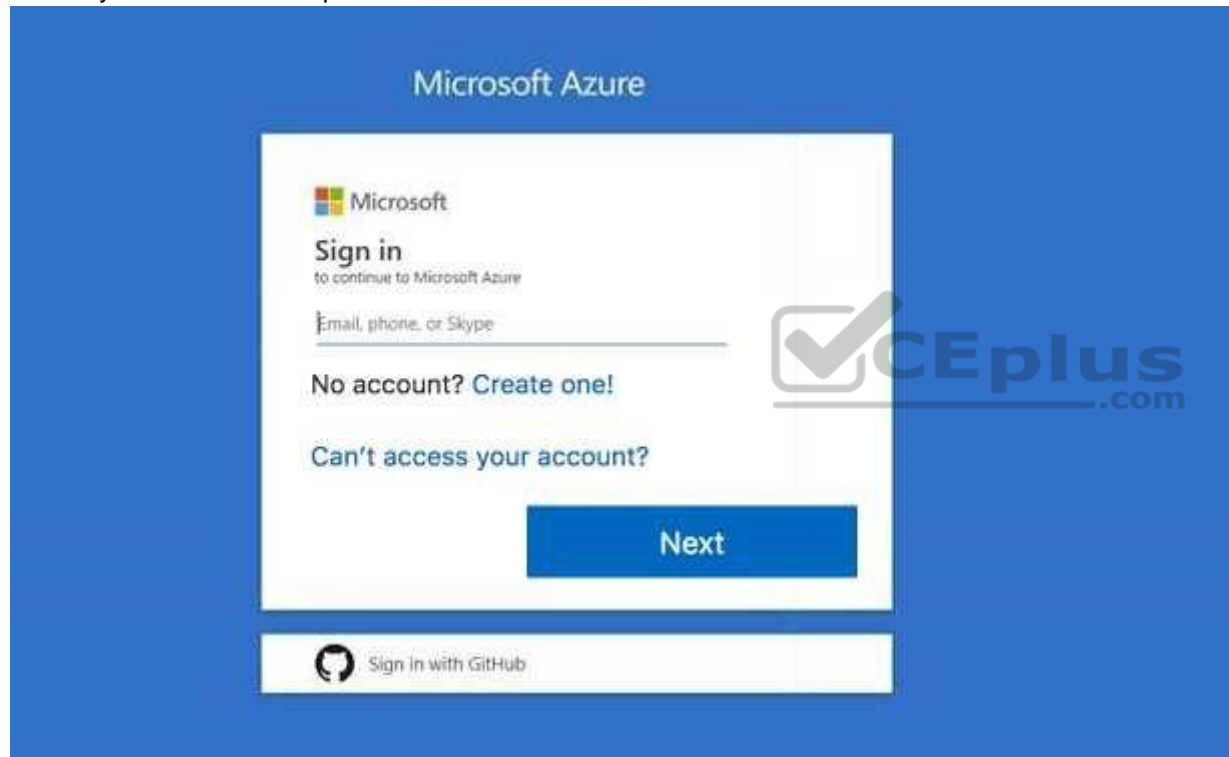 Microsoft Azure
Microsoft
Sign in
to continue to Microsoft Azure
Email, phone, or Skype
No account? Create one!
Can't access your account?
Next
Sign in with GitHub
CEplus
.com